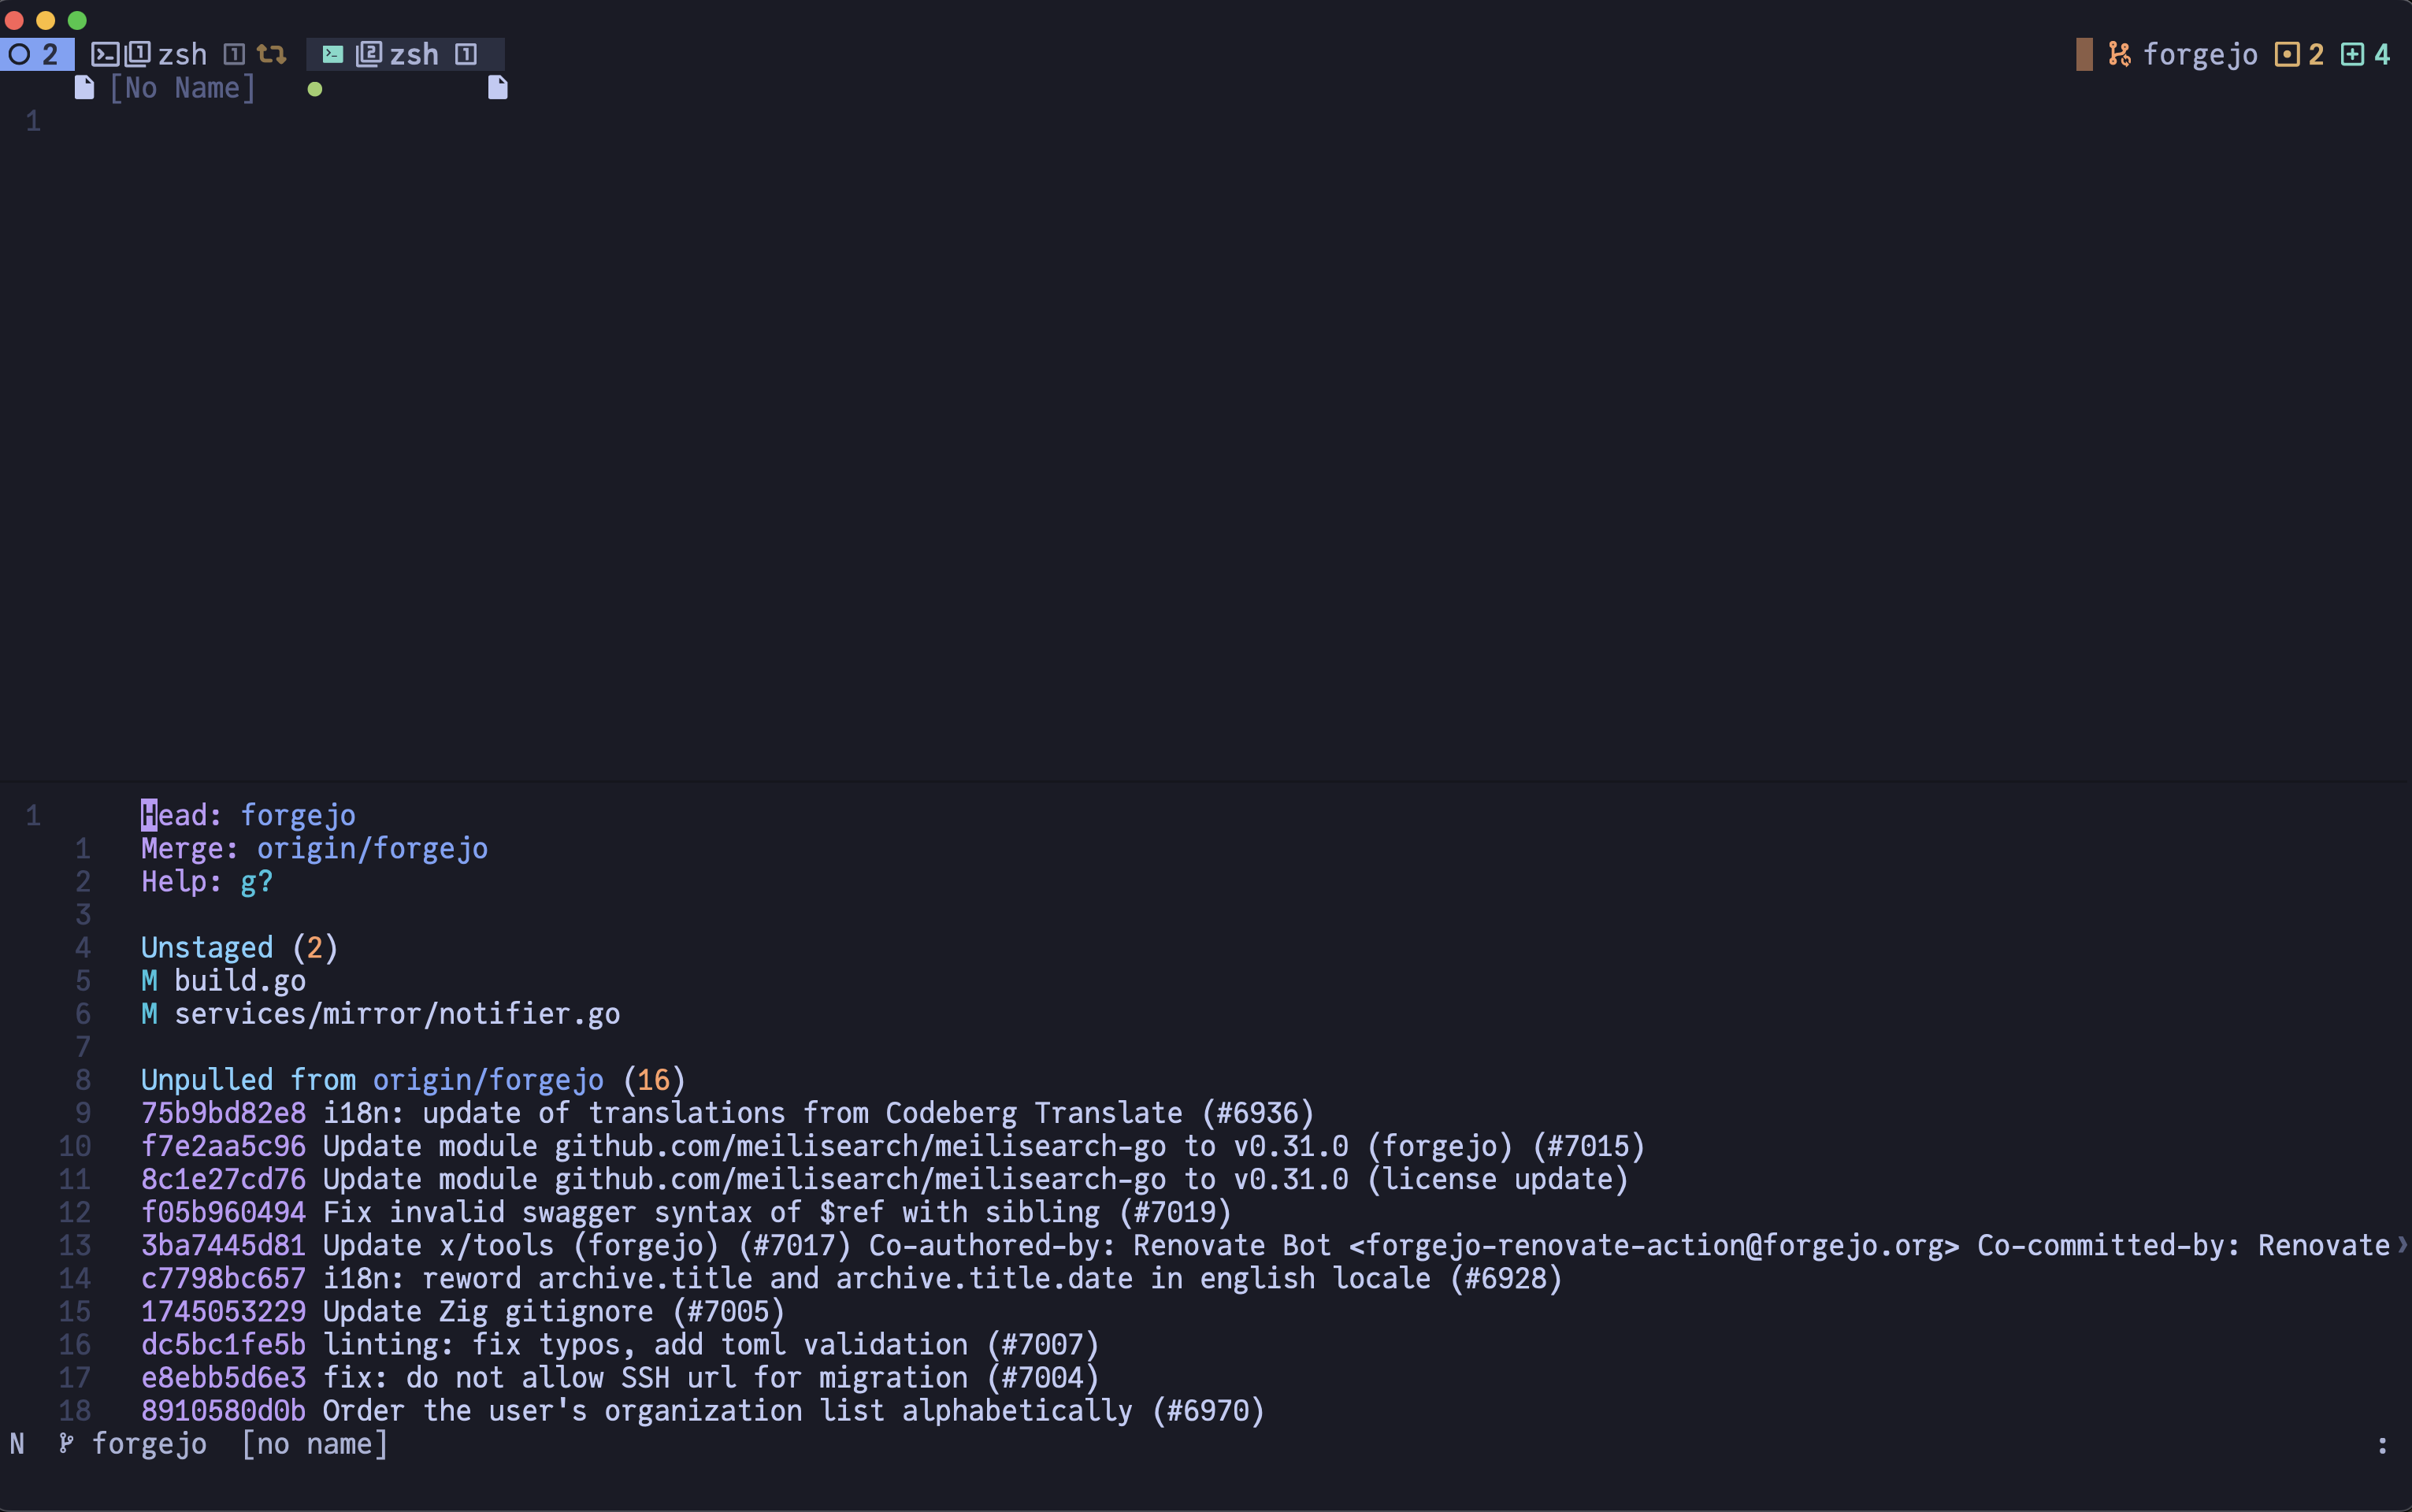 2 1 zsh 1 2 zsh 1 forgejo 2 4
[No Name]
1
1 Head: forgejo
1 Merge: origin/forgejo
2 Help: g?
3
4 Unstaged (2)
5 M build.go
6 M services/mirror/notifier.go
7
8 Unpulled from origin/forgejo (16)
9 75b9bd82e8 i18n: update of translations from Codeberg Translate (#6936)
10 f7e2aa5c96 Update module github.com/meilisearch/meilisearch-go to v0.31.0 (forgejo) (#7015)
11 8c1e27cd76 Update module github.com/meilisearch/meilisearch-go to v0.31.0 (license update)
12 f05b960494 Fix invalid swagger syntax of $ref with sibling (#7019)
13 3ba7445d81 Update x/tools (forgejo) (#7017) Co-authored-by: Renovate Bot <forgejo-renovate-action@forgejo.org> Co-committed-by: Renovate›
14 c7798bc657 i18n: reword archive.title and archive.title.date in english locale (#6928)
15 1745053229 Update Zig gitignore (#7005)
16 dc5bc1fe5b linting: fix typos, add toml validation (#7007)
17 e8ebb5d6e3 fix: do not allow SSH url for migration (#7004)
18 8910580d0b Order the user's organization list alphabetically (#6970)
N forgejo [no name] :